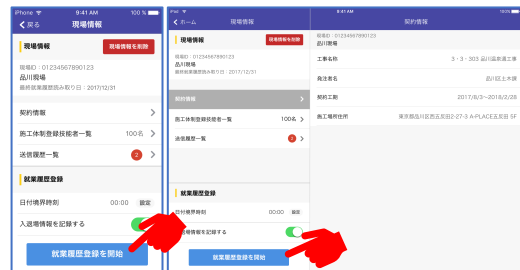 iPhone 9:41 AM 100 %
戻る 現場情報
現場情報 現場情報を削除
現場ID：01234567890123
品川現場
最終就業履歴読み取り日：2017/12/31
契約情報
施工体制登録技能者一覧 100名
送信履歴一覧 2
就業履歴登録
日付境界時刻 00:00 設定
入退場情報を記録する
就業履歴登録を開始
iPad
ホーム 現場情報
現場情報 現場情報を削除
現場ID：01234567890123
品川現場
最終就業履歴読み取り日：2017/12/31
契約情報
施工体制登録技能者一覧 100名
送信履歴一覧 2
就業履歴登録
日付境界時刻 00:00 設定
場情報を記録する
就業履歴登録を開始
9:41 AM 100%
契約情報
現場ID：01234567890123
品川現場
工事名称 3・3・303 品川温泉道工事
発注者名 品川区土木課
契約工期 2017/8/3～2018/2/28
施工場所住所 東京都品川区西五反田2-27-3 A-PLACE五反田 5F